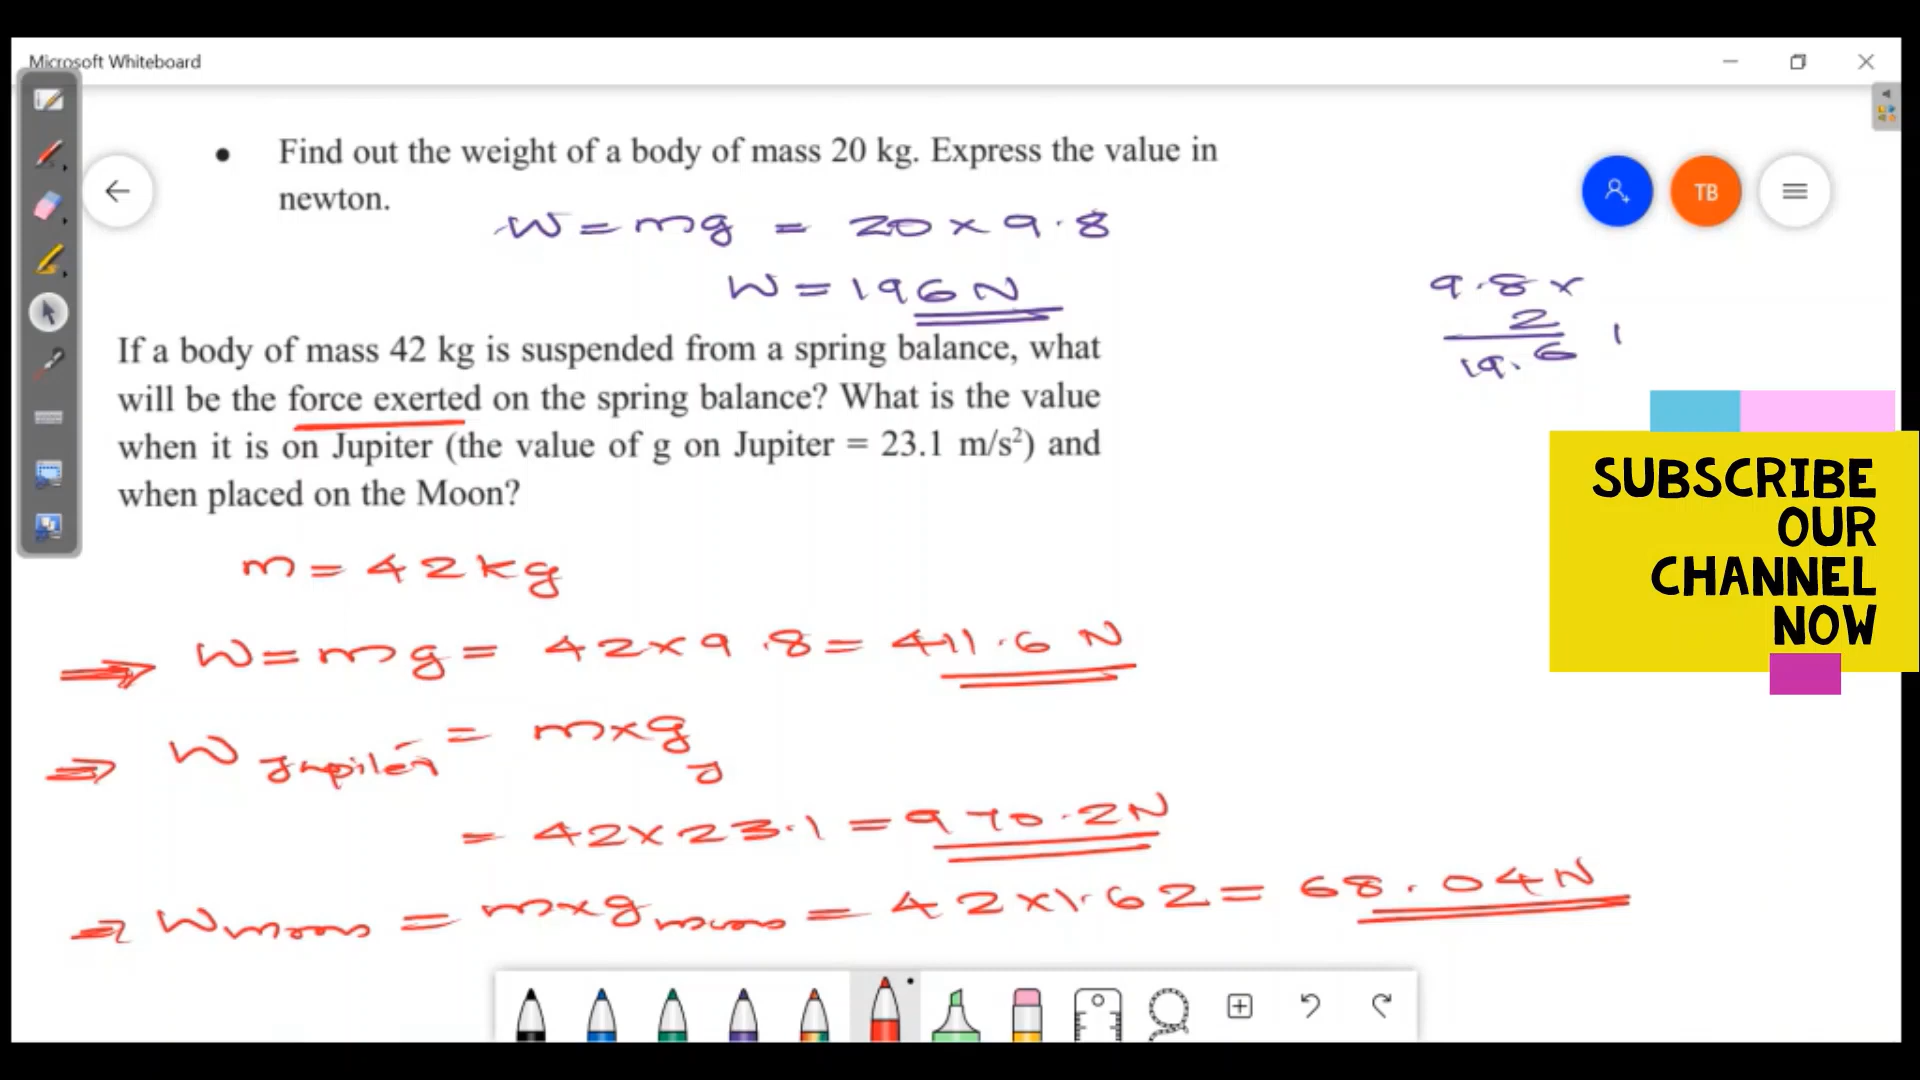 Microsoft Whiteboard
• Find out the weight of a body of mass 20 kg. Express the value in
newton.
W = mg = 20 × 9.8
W = 196 N
9.8 ×
2
19.6
TB
If a body of mass 42 kg is suspended from a spring balance, what
will be the force exerted on the spring balance? What is the value
when it is on Jupiter (the value of g on Jupiter = 23.1 m/s²) and
when placed on the Moon?
SUBSCRIBE
OUR
CHANNEL
NOW
m = 42 kg
⇒ W = mg = 42 × 9.8 = 411.6 N
⇒ W Jupiter = m × g J
= 42 × 23.1 = 970.2 N
⇒ W moon = m × g moon = 42 × 1.62 = 68.04 N